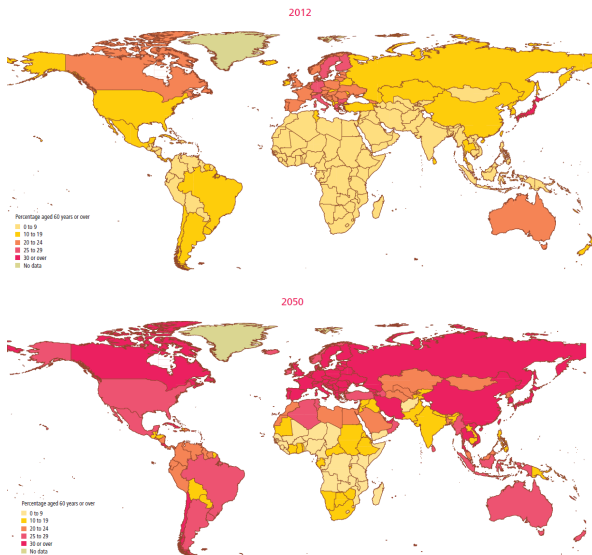 2012
Percentage aged 60 years or over
0 to 9
10 to 19
20 to 24
25 to 29
30 or over
No data
2050
Percentage aged 60 years or over
0 to 9
10 to 19
20 to 24
25 to 29
30 or over
No data